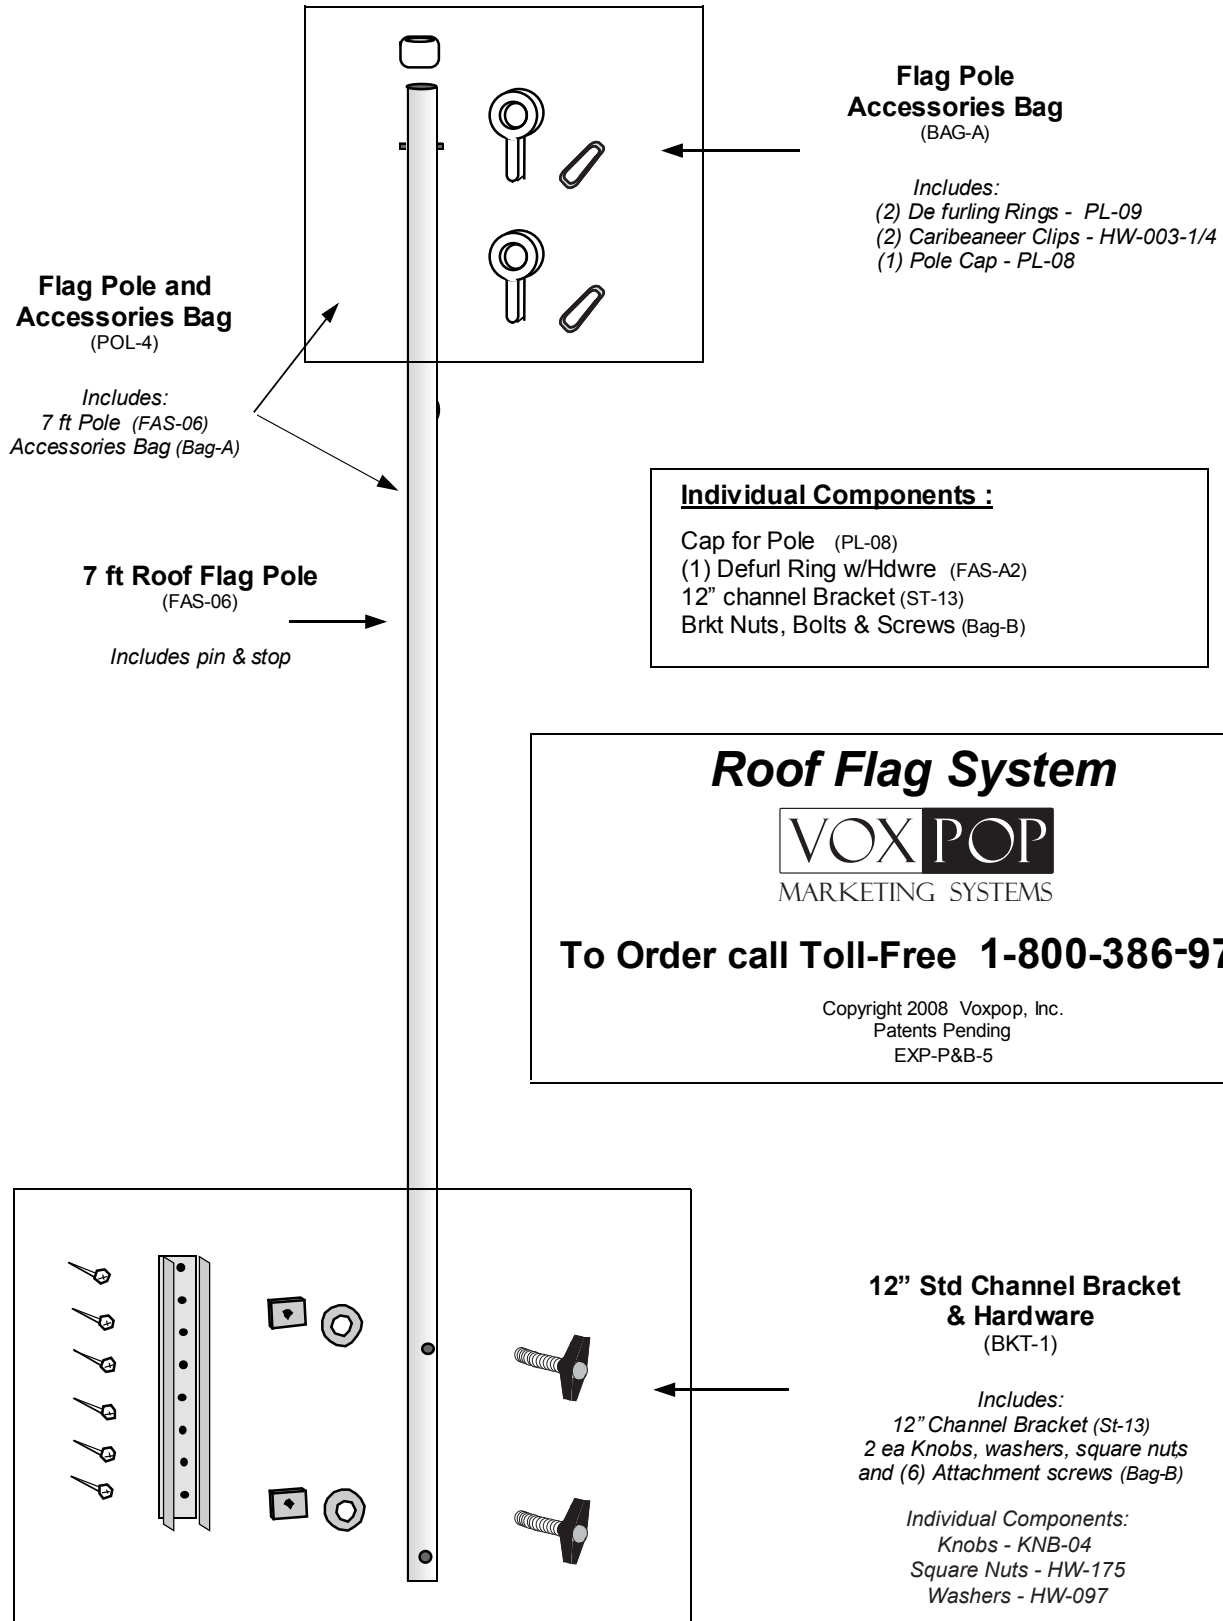 Flag Pole
Accessories Bag
(BAG-A)
Includes:
(2) De furling Rings - PL-09
(2) Caribeaneer Clips - HW-003-1/4
(1) Pole Cap - PL-08
Flag Pole and
Accessories Bag
(POL-4)
Includes:
7 ft Pole (FAS-06)
Accessories Bag (Bag-A)
7 ft Roof Flag Pole
(FAS-06)
Includes pin & stop
Individual Components :
Cap for Pole (PL-08)
(1) Defurl Ring w/Hdwre (FAS-A2)
12” channel Bracket (ST-13)
Brkt Nuts, Bolts & Screws (Bag-B)
Roof Flag System
VOX POP
MARKETING SYSTEMS
To Order call Toll-Free 1-800-386-97
Copyright 2008 Voxpop, Inc.
Patents Pending
EXP-P&B-5
12” Std Channel Bracket
& Hardware
(BKT-1)
Includes:
12” Channel Bracket (St-13)
2 ea Knobs, washers, square nuts,
and (6) Attachment screws (Bag-B)
Individual Components:
Knobs - KNB-04
Square Nuts - HW-175
Washers - HW-097